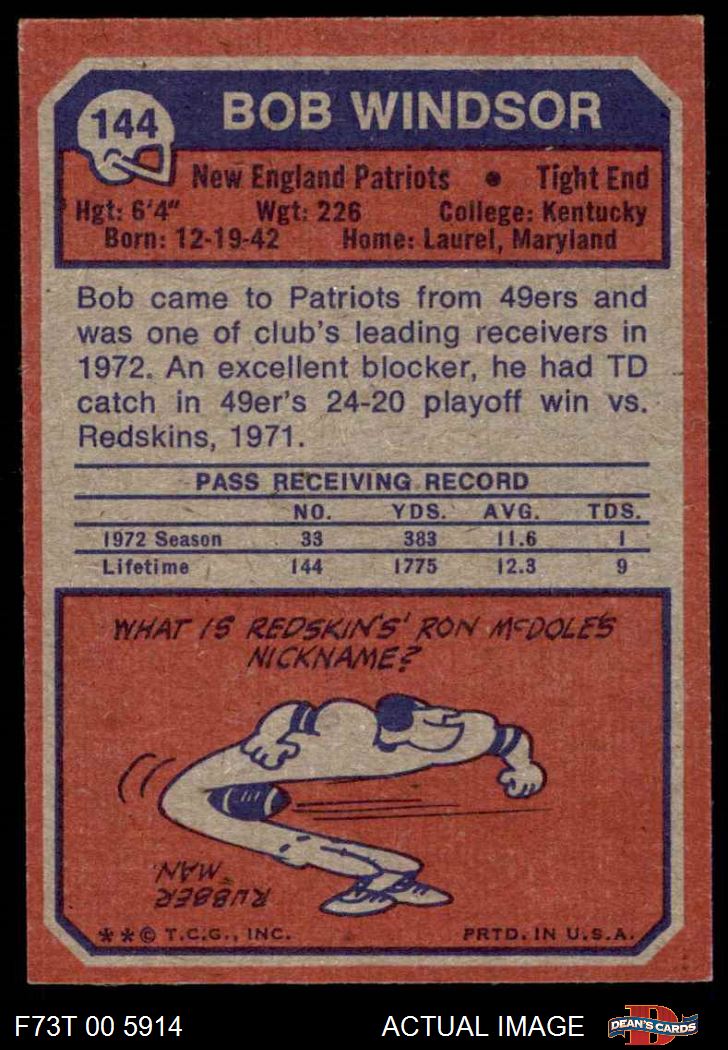 144
BOB WINDSOR
New England Patriots • Tight End
Hgt: 6'4" Wgt: 226 College: Kentucky
Born: 12-19-42 Home: Laurel, Maryland
Bob came to Patriots from 49ers and
was one of club's leading receivers in
1972. An excellent blocker, he had TD
catch in 49er's 24-20 playoff win vs.
Redskins, 1971.
PASS RECEIVING RECORD
NO. YDS. AVG. TDS.
1972 Season 33 383 11.6 1
Lifetime 144 1775 12.3 9
WHAT IS REDSKINS' RON McDOLE'S
NICKNAME?
RUBBER
MAN.
**© T.C.G., INC. PRTD. IN U.S.A.
F73T 00 5914 ACTUAL IMAGE
D
DEAN'S CARDS